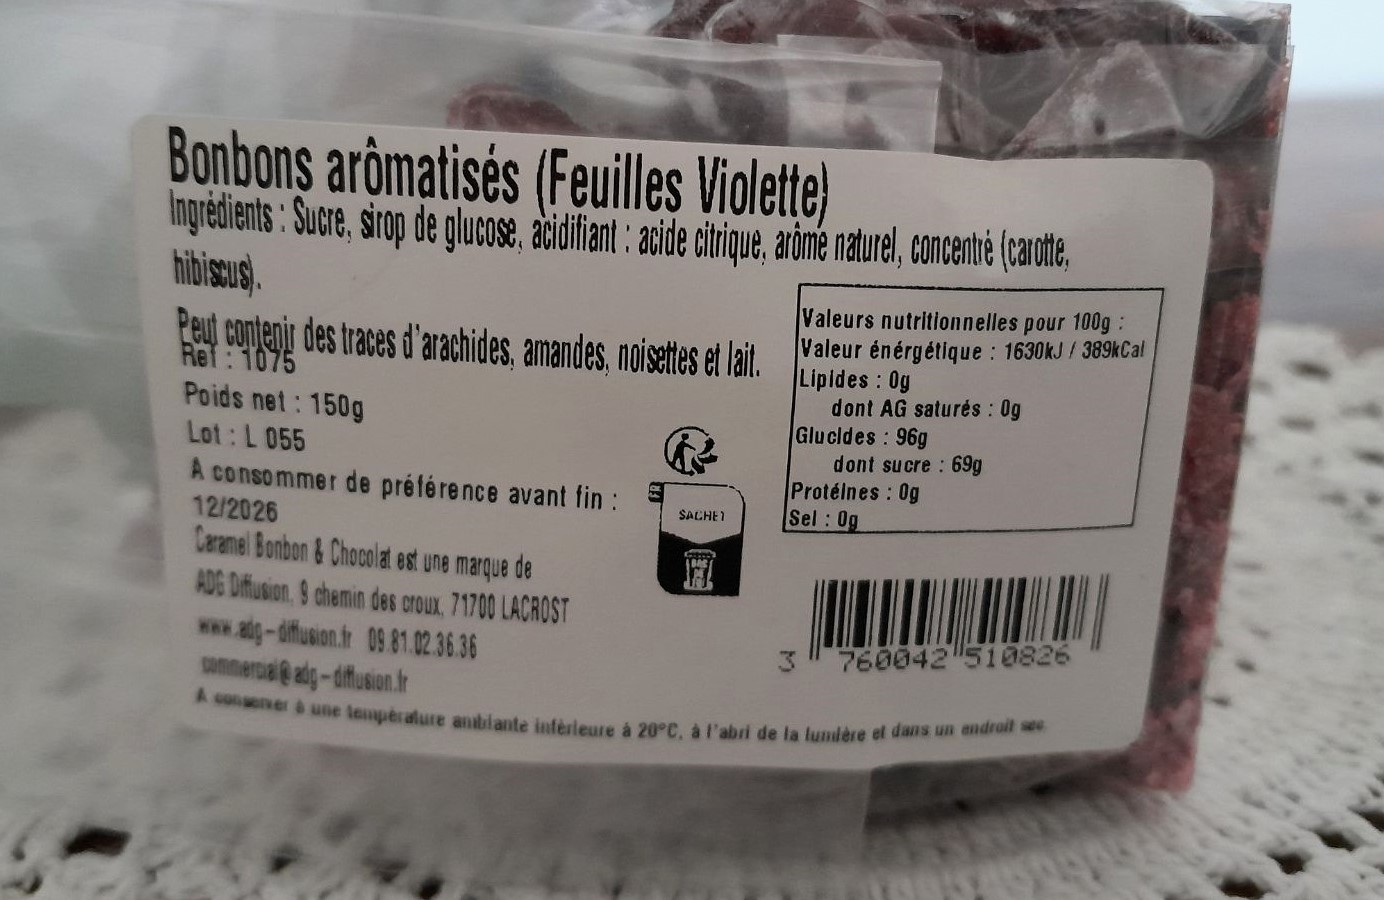 Bonbons arômatisés (Feuilles Violette)
Ingrédients : Sucre, sirop de glucose, acidifiant : acide citrique, arôme naturel, concentré (carotte,
hibiscus).
Peut contenir des traces d'arachides, amandes, noisettes et lait.
Ref : 1075
Poids net : 150g
Lot : L 055
A consommer de préférence avant fin :
12/2026
Caramel Bonbon & Chocolat est une marque de
ADG Diffusion, 9 chemin des croux, 71700 LACROST
www.adg-diffusion.fr 09.81.02.36.36
commercial@adg-diffusion.fr
A conserver à une température ambiante inférieure à 20°C, à l'abri de la lumière et dans un endroit sec.
SACHET
BAC
DE
TRI
Valeurs nutritionnelles pour 100g :
Valeur énérgétique : 1630kJ / 389kCal
Lipides : 0g
dont AG saturés : 0g
Glucides : 96g
dont sucre : 69g
Protéines : 0g
Sel : 0g
3 760042 510826